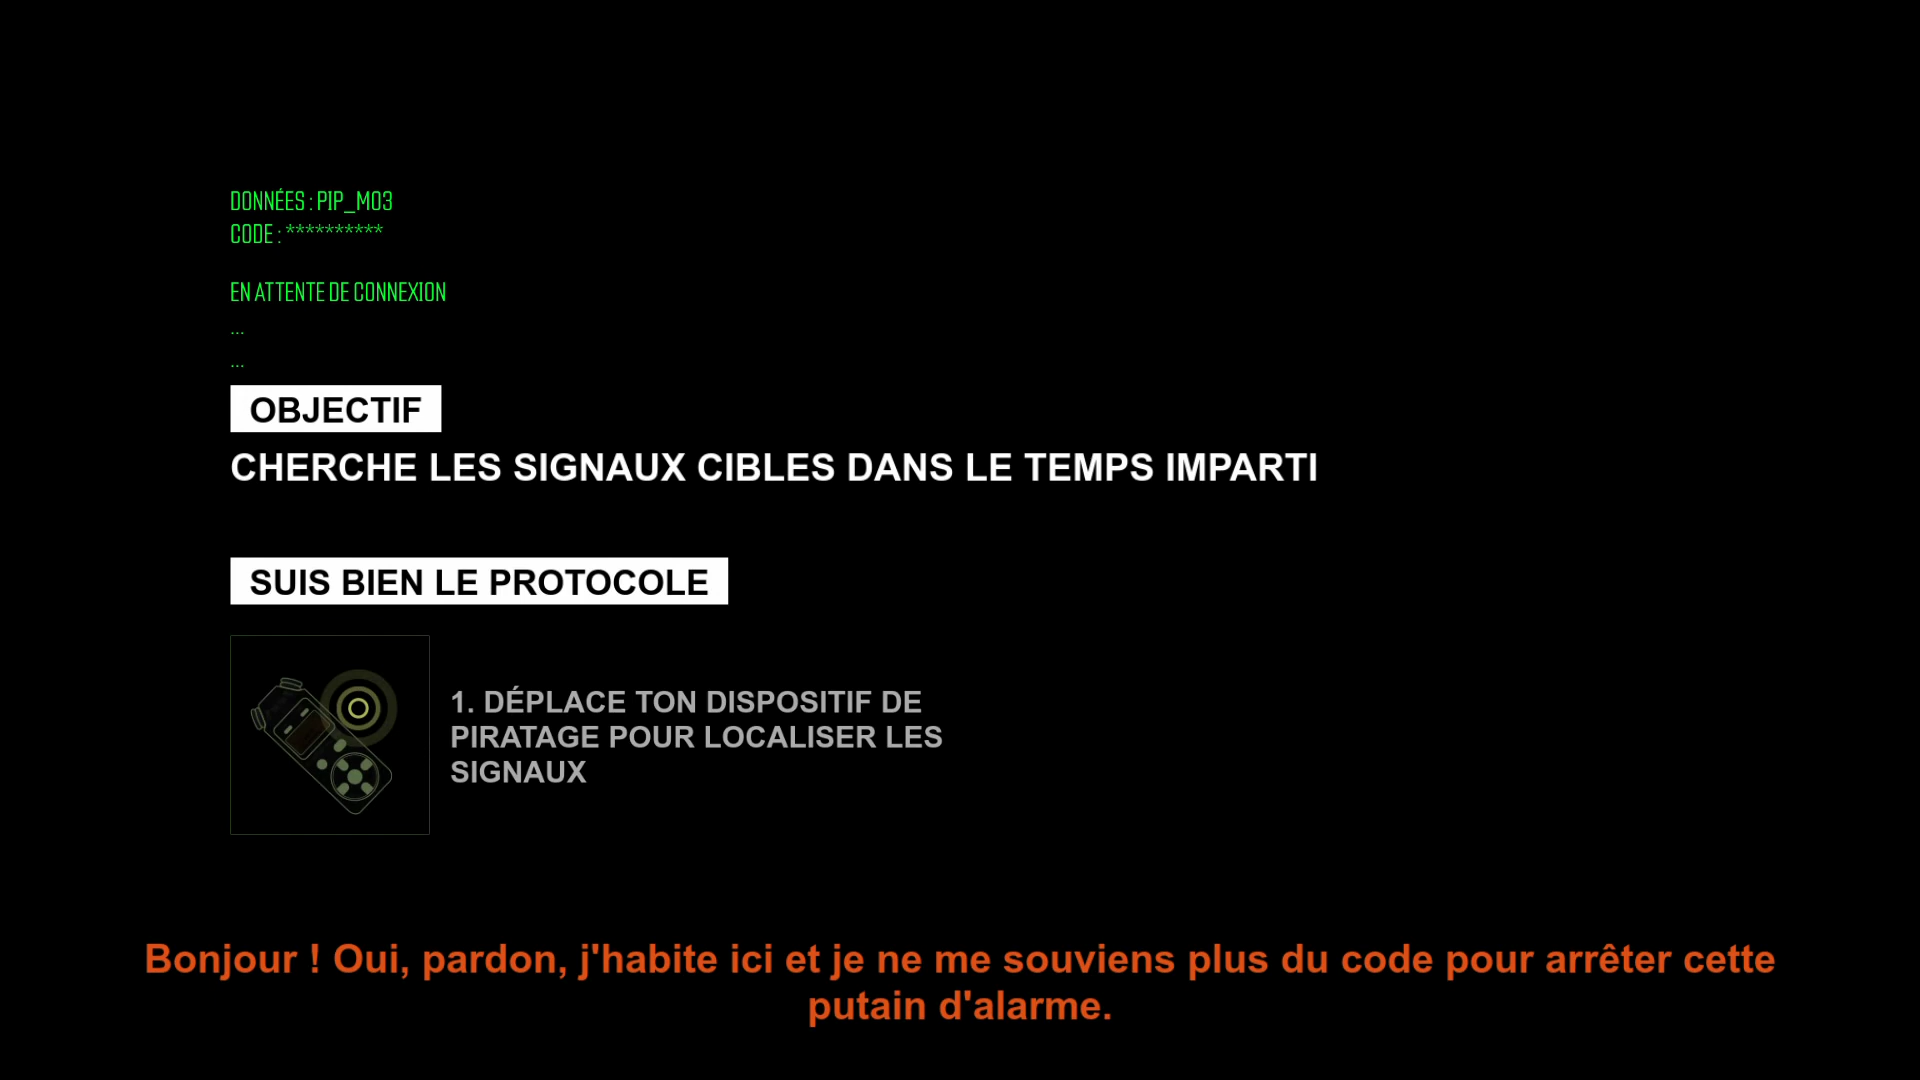 DONNÉES : P1P_M03
CODE : **********
EN ATTENTE DE CONNEXION
...
...
OBJECTIF
CHERCHE LES SIGNAUX CIBLES DANS LE TEMPS IMPARTI
SUIS BIEN LE PROTOCOLE
1. DÉPLACE TON DISPOSITIF DE
PIRATAGE POUR LOCALISER LES
SIGNAUX
Bonjour ! Oui, pardon, j'habite ici et je ne me souviens plus du code pour arrêter cette
putain d'alarme.